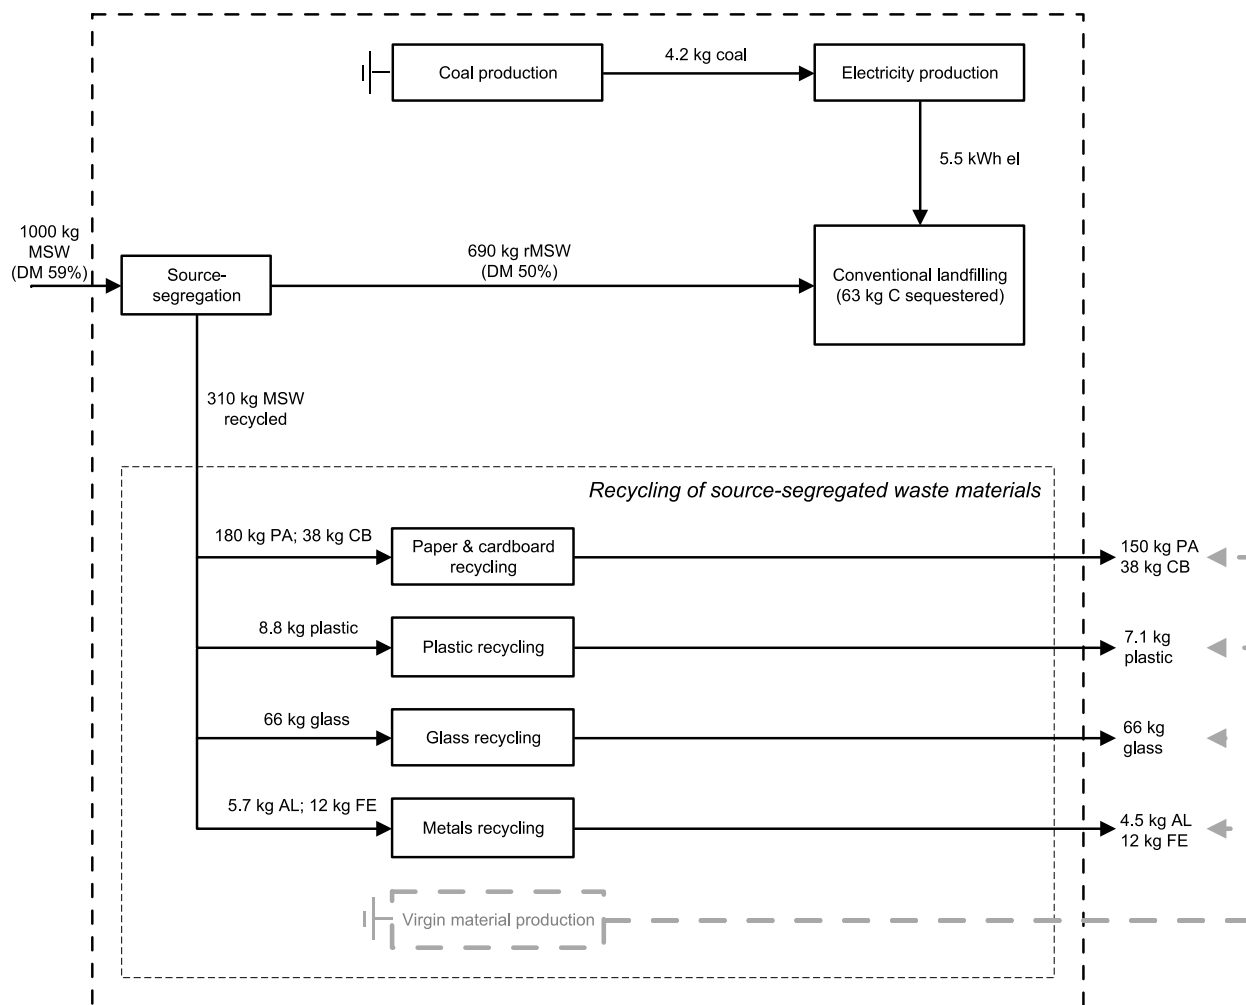 Coal production
4.2 kg coal
Electricity production
5.5 kWh el
1000 kg
MSW
(DM 59%)
Source-
segregation
690 kg rMSW
(DM 50%)
Conventional landfilling
(63 kg C sequestered)
310 kg MSW
recycled
Recycling of source-segregated waste materials
180 kg PA; 38 kg CB
Paper & cardboard
recycling
150 kg PA
38 kg CB
8.8 kg plastic
Plastic recycling
7.1 kg
plastic
66 kg glass
Glass recycling
66 kg
glass
5.7 kg AL; 12 kg FE
Metals recycling
4.5 kg AL
12 kg FE
Virgin material production